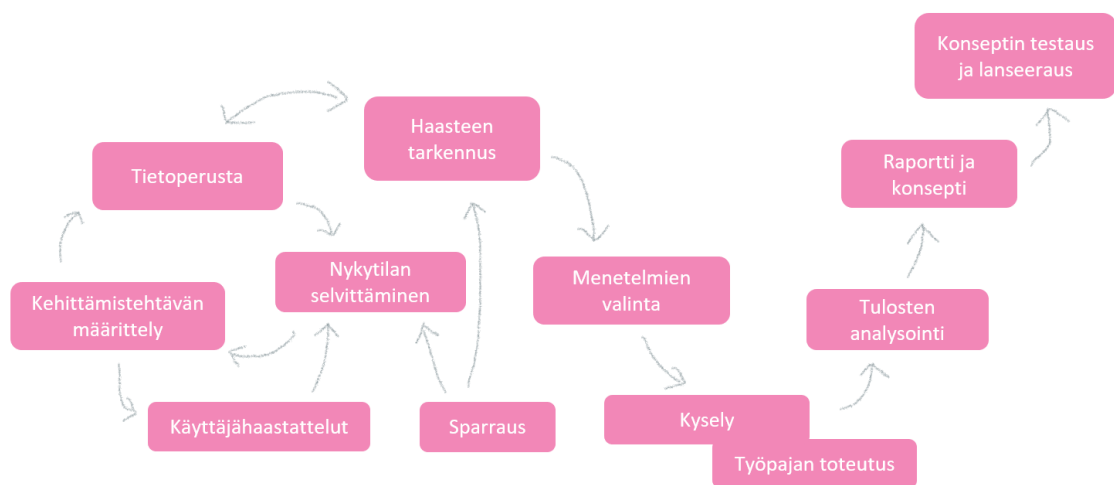 Konseptin testaus
ja lanseeraus
Haasteen
tarkennus
Tietoperusta
Raportti ja
konsepti
Nykytilan
selvittäminen
Menetelmien
valinta
Kehittämistehtävän
määrittely
Tulosten
analysointi
Käyttäjähaastattelut
Sparraus
Kysely
Työpajan toteutus